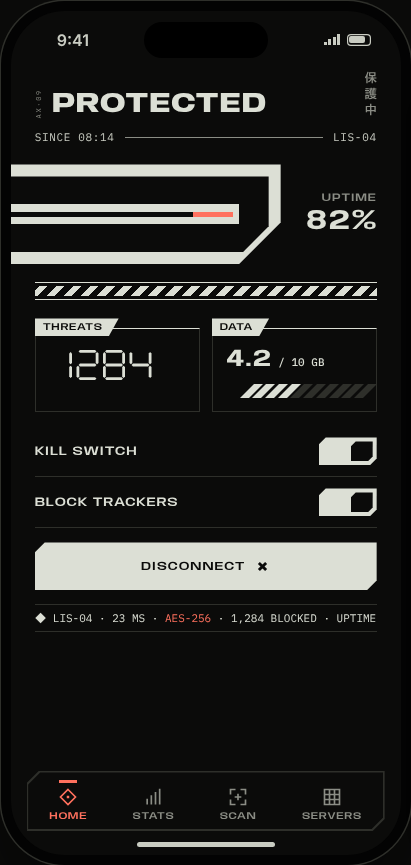 9:41
AX-09
PROTECTED
保護中
SINCE 08:14
LIS-04
UPTIME
82%
THREATS
1284
DATA
4.2 / 10 GB
KILL SWITCH
BLOCK TRACKERS
DISCONNECT ✖
◆ LIS-04 · 23 MS · AES-256 · 1,284 BLOCKED · UPTIME
HOME
STATS
SCAN
SERVERS